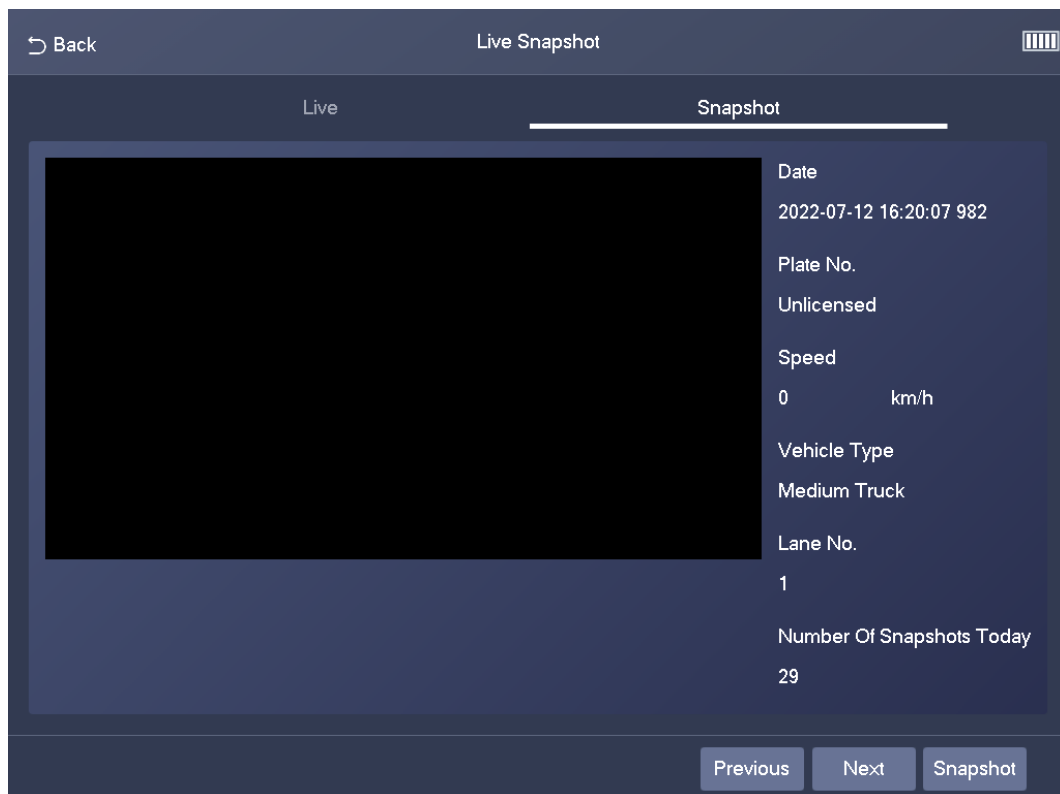 Back
Live Snapshot
Live
Snapshot
Date
2022-07-12 16:20:07 982
Plate No.
Unlicensed
Speed
0 km/h
Vehicle Type
Medium Truck
Lane No.
1
Number Of Snapshots Today
29
Previous
Next
Snapshot